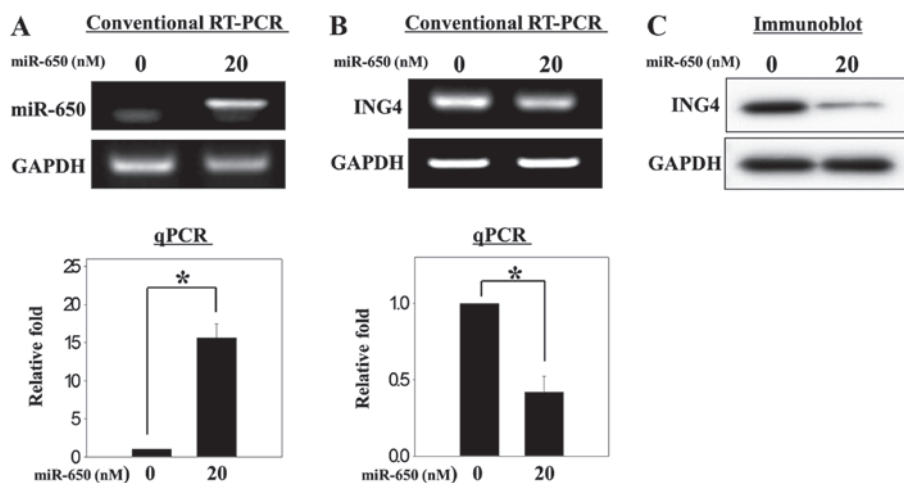 A
Conventional RT-PCR
miR-650 (nM) 0 20
miR-650
GAPDH
qPCR
Relative fold
25
20
15
10
5
0
*
miR-650 (nM) 0 20
B
Conventional RT-PCR
miR-650 (nM) 0 20
ING4
GAPDH
qPCR
Relative fold
1.0
0.5
0.0
*
miR-650 (nM) 0 20
C
Immunoblot
miR-650 (nM) 0 20
ING4
GAPDH